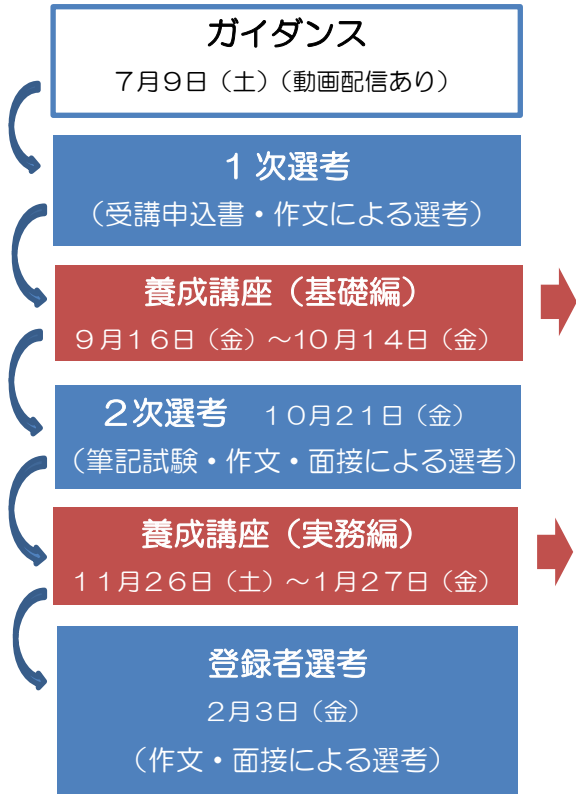 ガイダンス
７月９日（土）（動画配信あり）
１次選考
（受講申込書・作文による選考）
養成講座（基礎編）
９月１６日（金）～10月１４日（金）
２次選考　１０月２１日（金）
（筆記試験・作文・面接による選考）
養成講座（実務編）
１１月２６日（土）～１月２７日（金）
登録者選考
２月３日（金）
（作文・面接による選考）